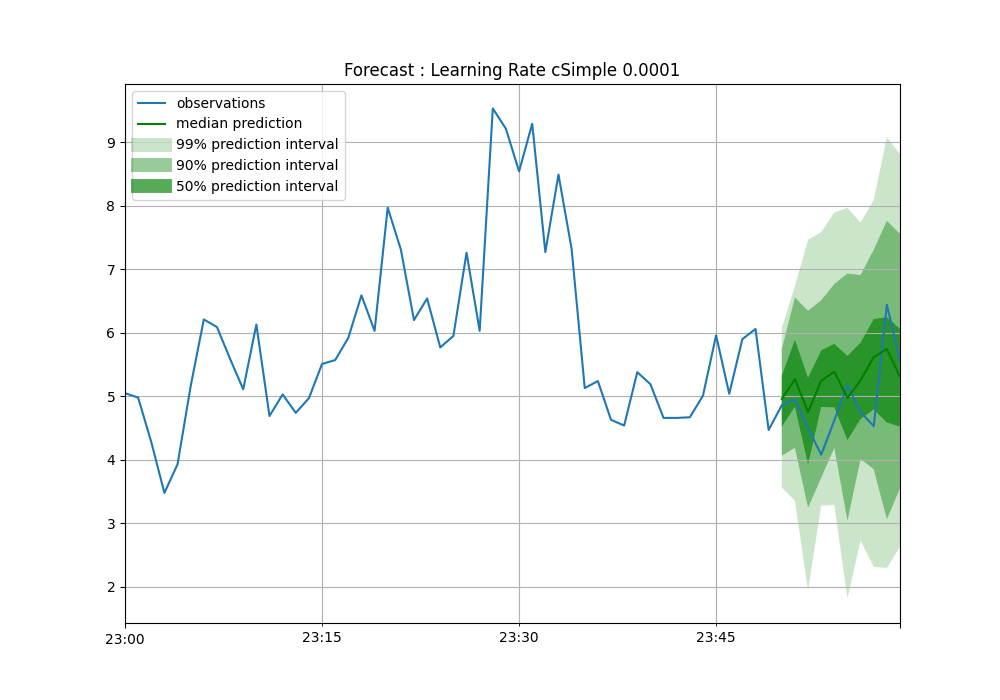 Forecast : Learning Rate cSimple 0.0001
observations
median prediction
99% prediction interval
90% prediction interval
50% prediction interval
9
8
7
6
5
4
3
2
23:00 23:15 23:30 23:45